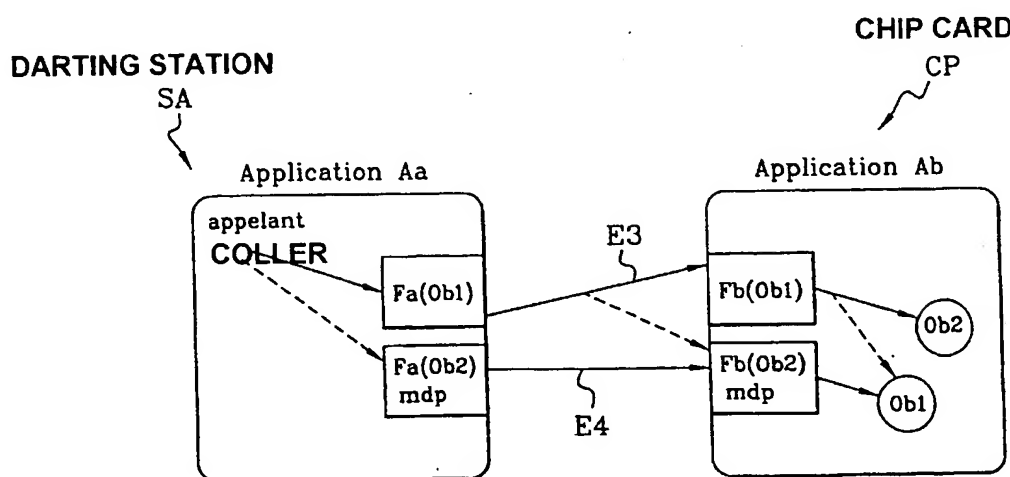 CHIP CARD
CP
DARTING STATION
SA
Application Aa
Application Ab
appelant
COLLER
E3
Fa(Ob1)
Fb(Ob1)
Ob2
Fa(Ob2)
mdp
Fb(Ob2)
mdp
Ob1
E4